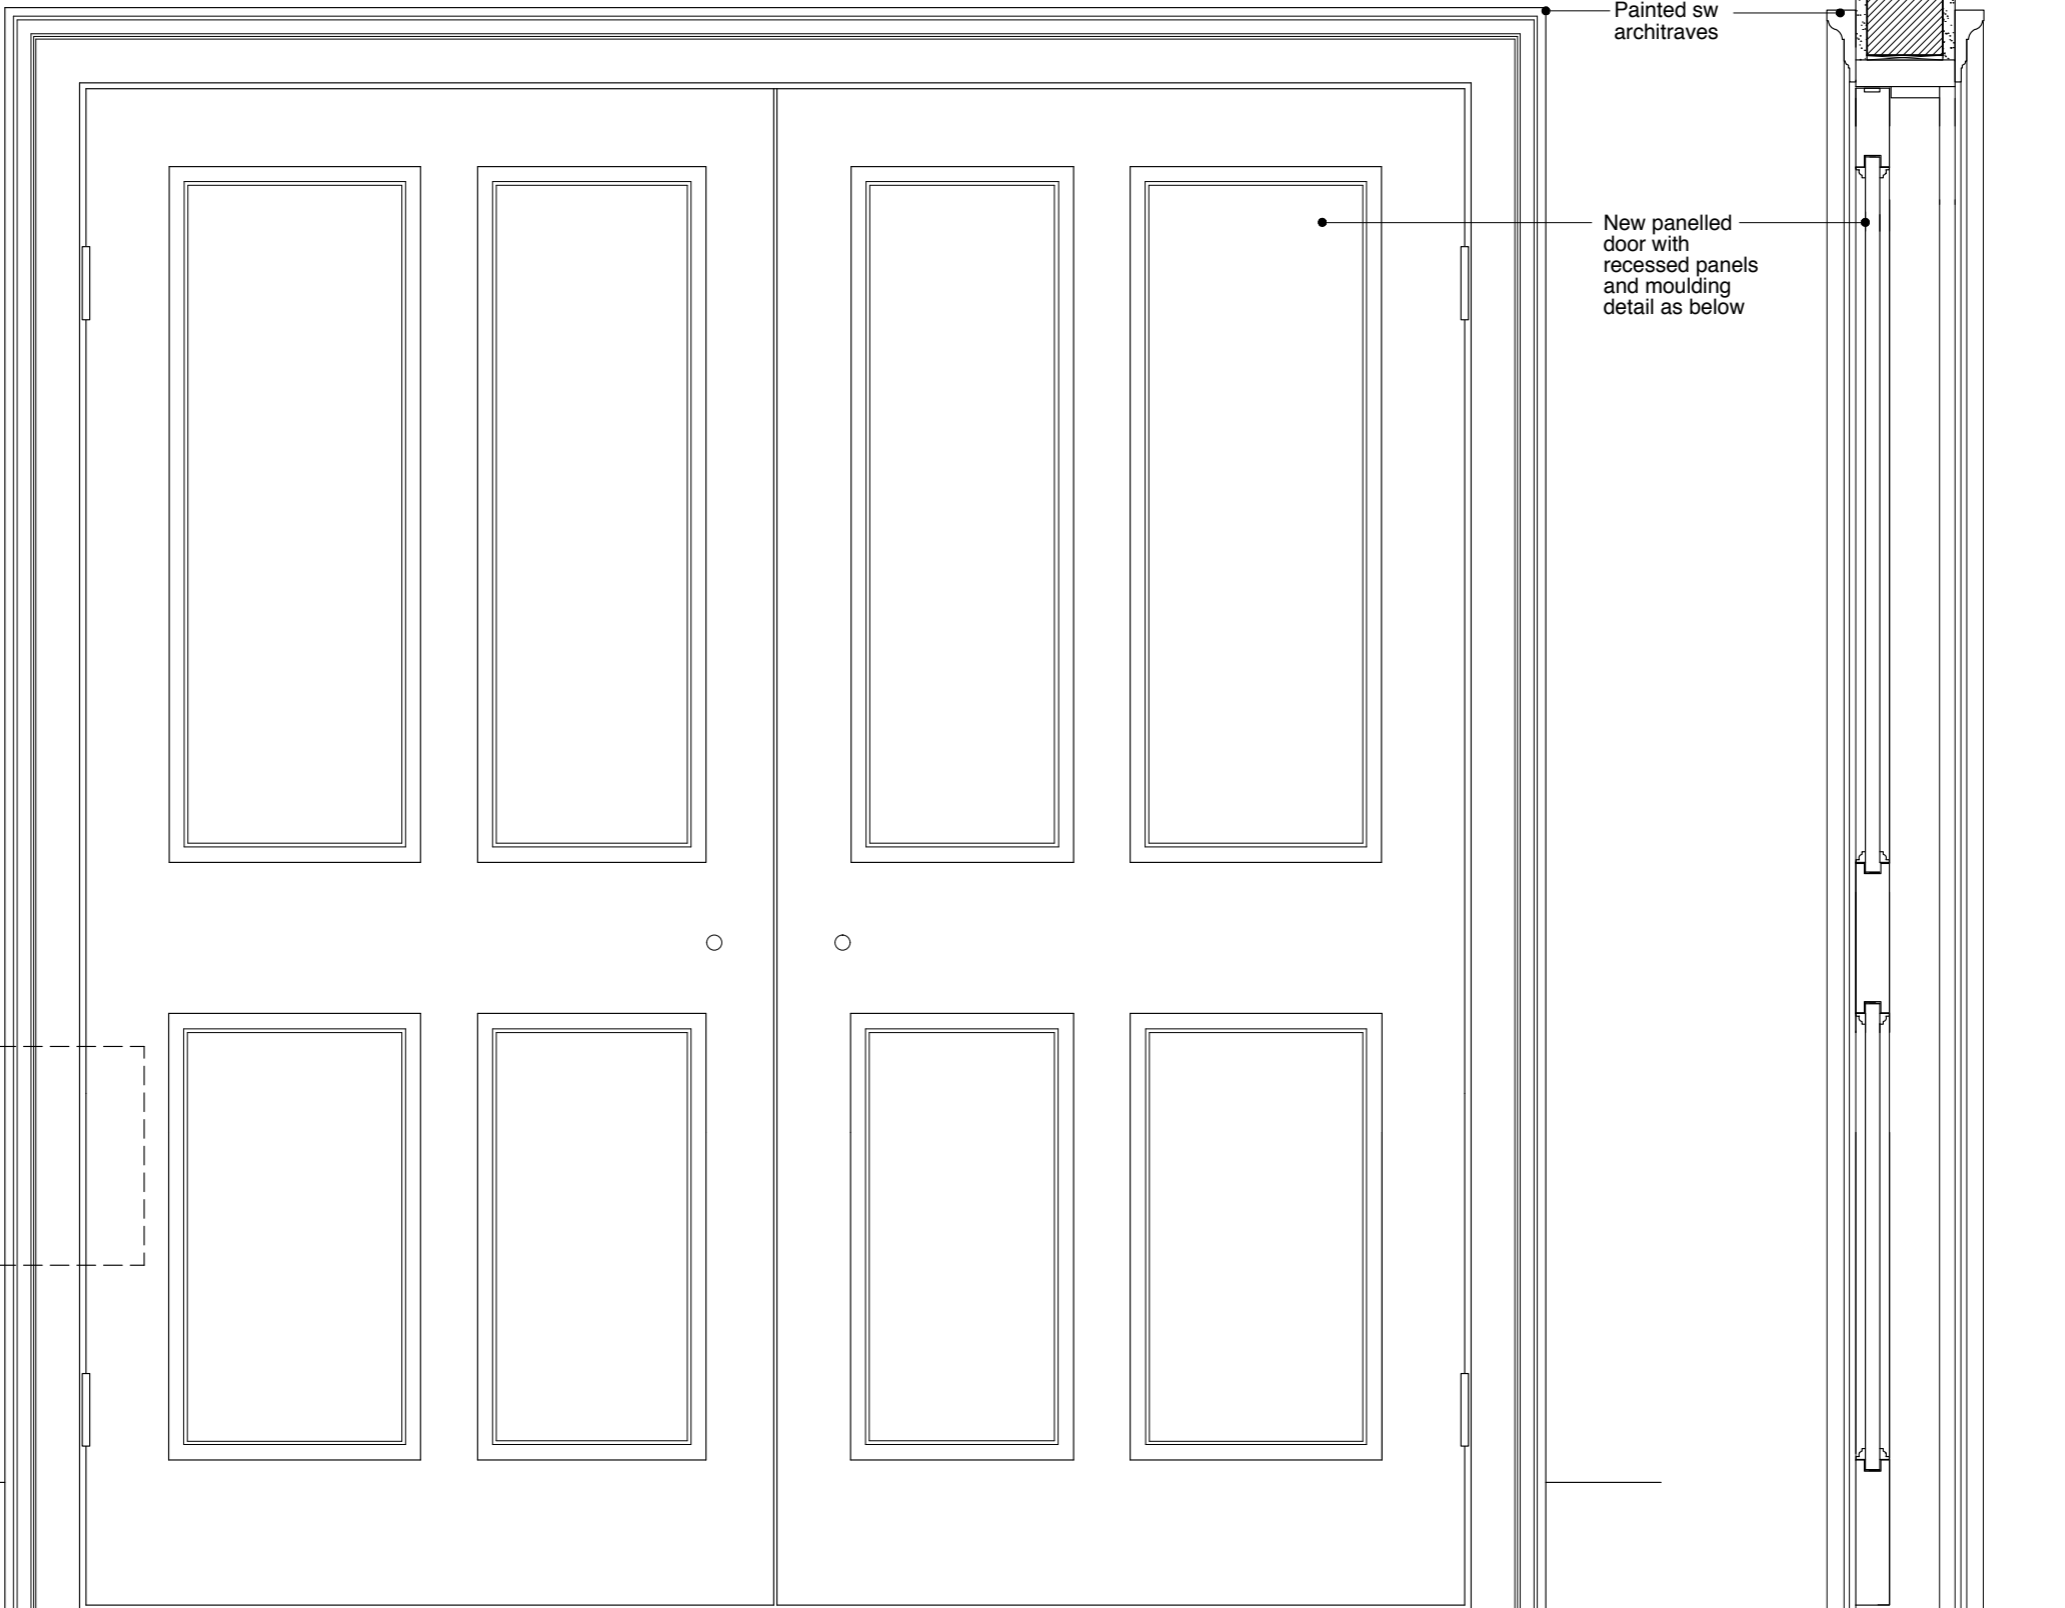 Painted sw
architraves
New panelled
door with
recessed panels
and moulding
detail as below